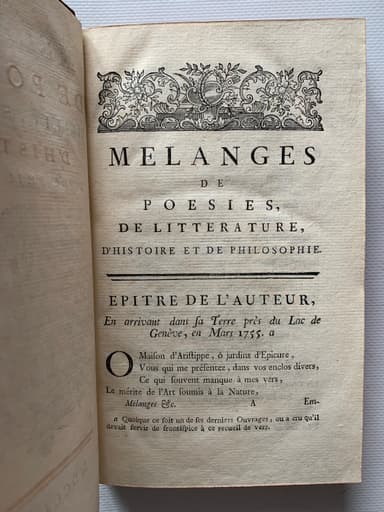 MELANGES
DE
POESIES,
DE LITTERATURE,
D'HISTOIRE ET DE PHILOSOPHIE.
EPITRE DE L'AUTEUR,
En arrivant dans sa Terre près du Lac de
Genève, en Mars 1755. a
O Maison d'Aristippe, ô jardins d'Epicure,
Vous qui me présentez, dans vos enclos divers,
Ce qui souvent manque à mes vers,
Le mérite de l'Art soumis à la Nature,
Mélanges &c. A Em-
a Quoique ce soit un de ses derniers Ouvrages, on a cru qu'il
devait servir de frontispice à ce recueil de vers.